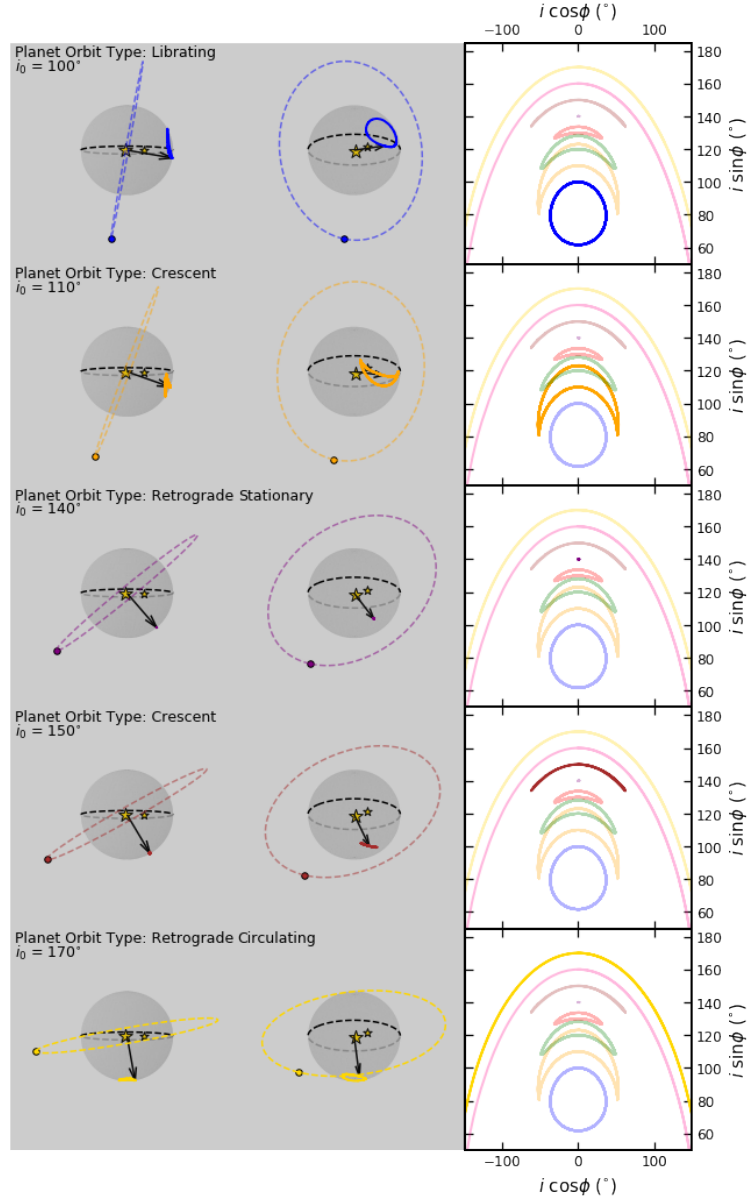 i cosϕ (°)
−100 0 100
Planet Orbit Type: Librating
i₀ = 100°
180
160
140
120
100
80
60
i sinϕ (°)
Planet Orbit Type: Crescent
i₀ = 110°
180
160
140
120
100
80
60
i sinϕ (°)
Planet Orbit Type: Retrograde Stationary
i₀ = 140°
180
160
140
120
100
80
60
i sinϕ (°)
Planet Orbit Type: Crescent
i₀ = 150°
180
160
140
120
100
80
60
i sinϕ (°)
Planet Orbit Type: Retrograde Circulating
i₀ = 170°
180
160
140
120
100
80
60
i sinϕ (°)
−100 0 100
i cosϕ (°)